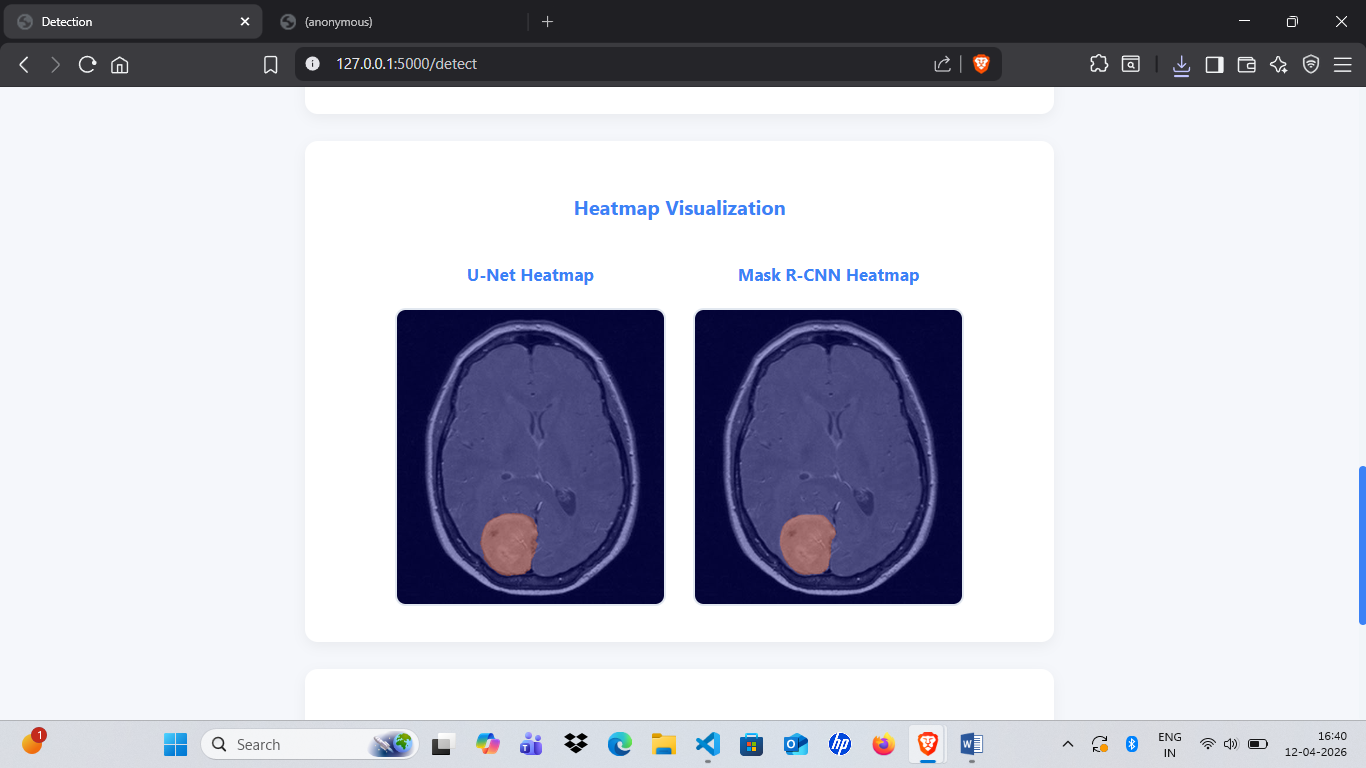 Detection
(anonymous)
127.0.0.1:5000/detect
Heatmap Visualization
U-Net Heatmap
Mask R-CNN Heatmap
1
Search
ENG
IN
16:40
12-04-2026